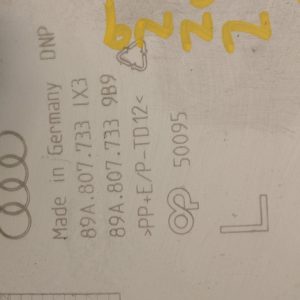 Made in Germany DNP
89A.807.733 1X3
89A.807.733 9B9
>PP+E/P-TD12<
50095
L